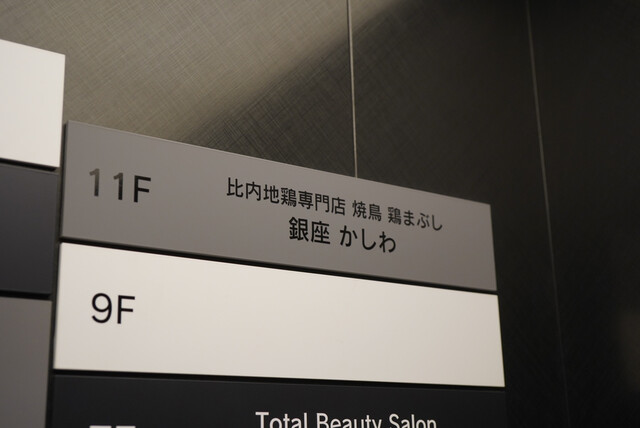 11F
比内地鶏専門店 焼鳥 鶏まぶし
銀座 かしわ
9F
Total Beauty Salon